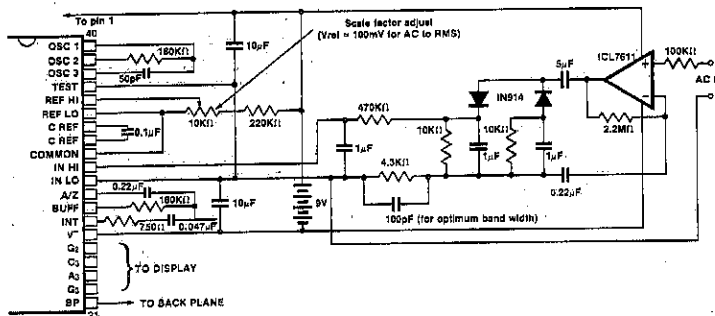 To pin 1
40
OSC 1
OSC 2
OSC 3
TEST
REF HI
REF LO
C REF
C REF
COMMON
IN HI
IN LO
A/Z
BUFF
INT
V-
G2
C3
A3
G3
BP
21
180KΩ
50pF
10µF
Scale factor adjust
(Vref = 100mV for AC to RMS)
10KΩ
220KΩ
0.1µF
470KΩ
1µF
10KΩ
1µF
10KΩ
1µF
IN914
5µF
ICL7611
+
−
100KΩ
AC
2.2MΩ
4.3KΩ
0.22µF
100pF (for optimum band width)
0.22µF
180KΩ
750Ω
0.047µF
10µF
9V
TO DISPLAY
TO BACK PLANE